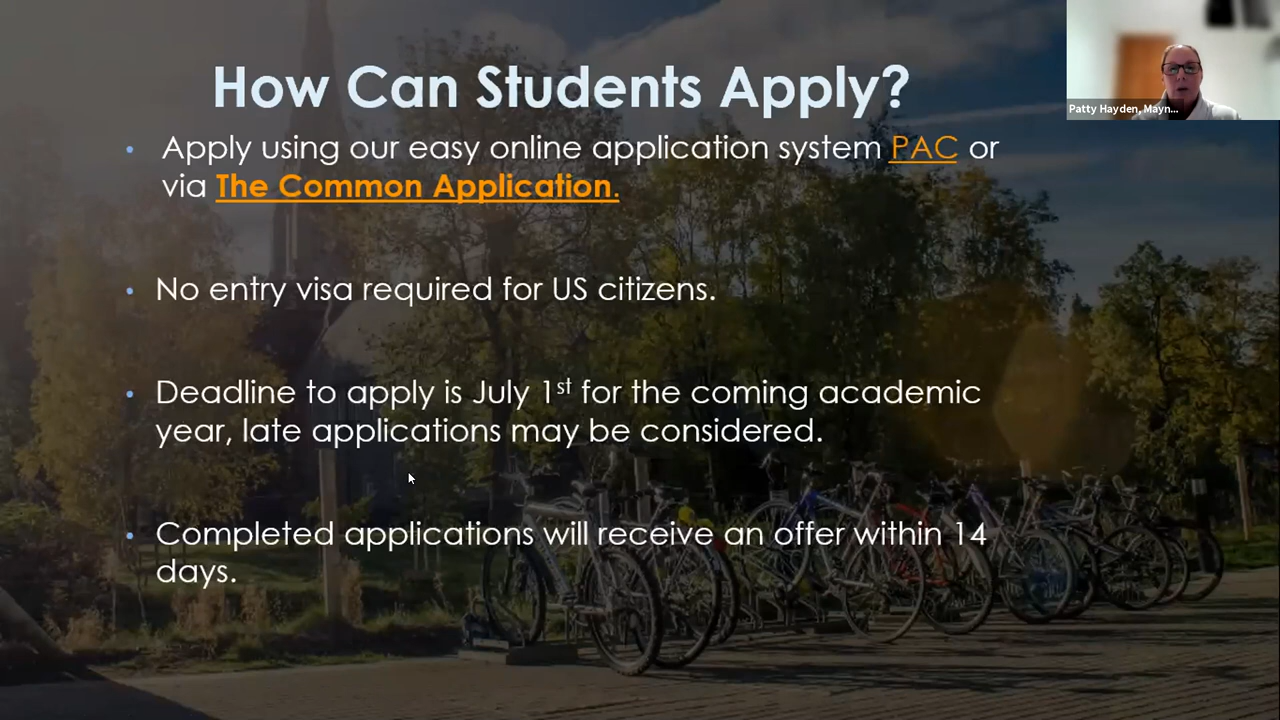 How Can Students Apply?
• Apply using our easy online application system PAC or
via The Common Application.
• No entry visa required for US citizens.
• Deadline to apply is July 1st for the coming academic
year, late applications may be considered.
• Completed applications will receive an offer within 14
days.
Patty Hayden, Mayn...